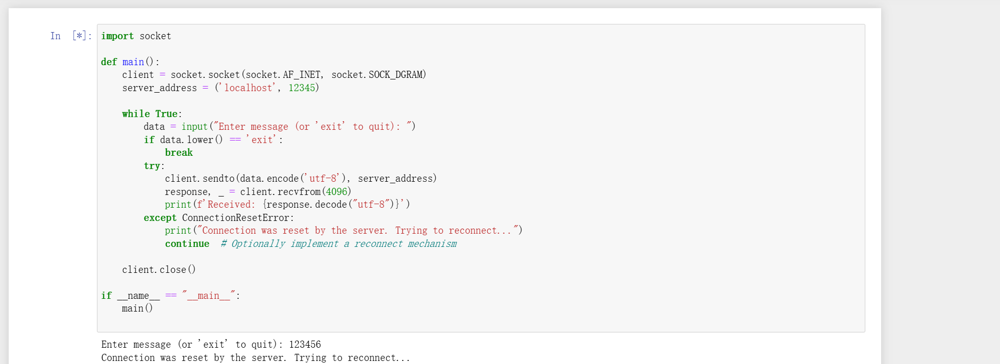 In [*]: import socket

def main():
    client = socket.socket(socket.AF_INET, socket.SOCK_DGRAM)
    server_address = ('localhost', 12345)

    while True:
        data = input("Enter message (or 'exit' to quit): ")
        if data.lower() == 'exit':
            break
        try:
            client.sendto(data.encode('utf-8'), server_address)
            response, _ = client.recvfrom(4096)
            print(f'Received: {response.decode("utf-8")}')
        except ConnectionResetError:
            print("Connection was reset by the server. Trying to reconnect...")
            continue  # Optionally implement a reconnect mechanism

    client.close()

if __name__ == "__main__":
    main()

Enter message (or 'exit' to quit): 123456
Connection was reset by the server. Trying to reconnect...